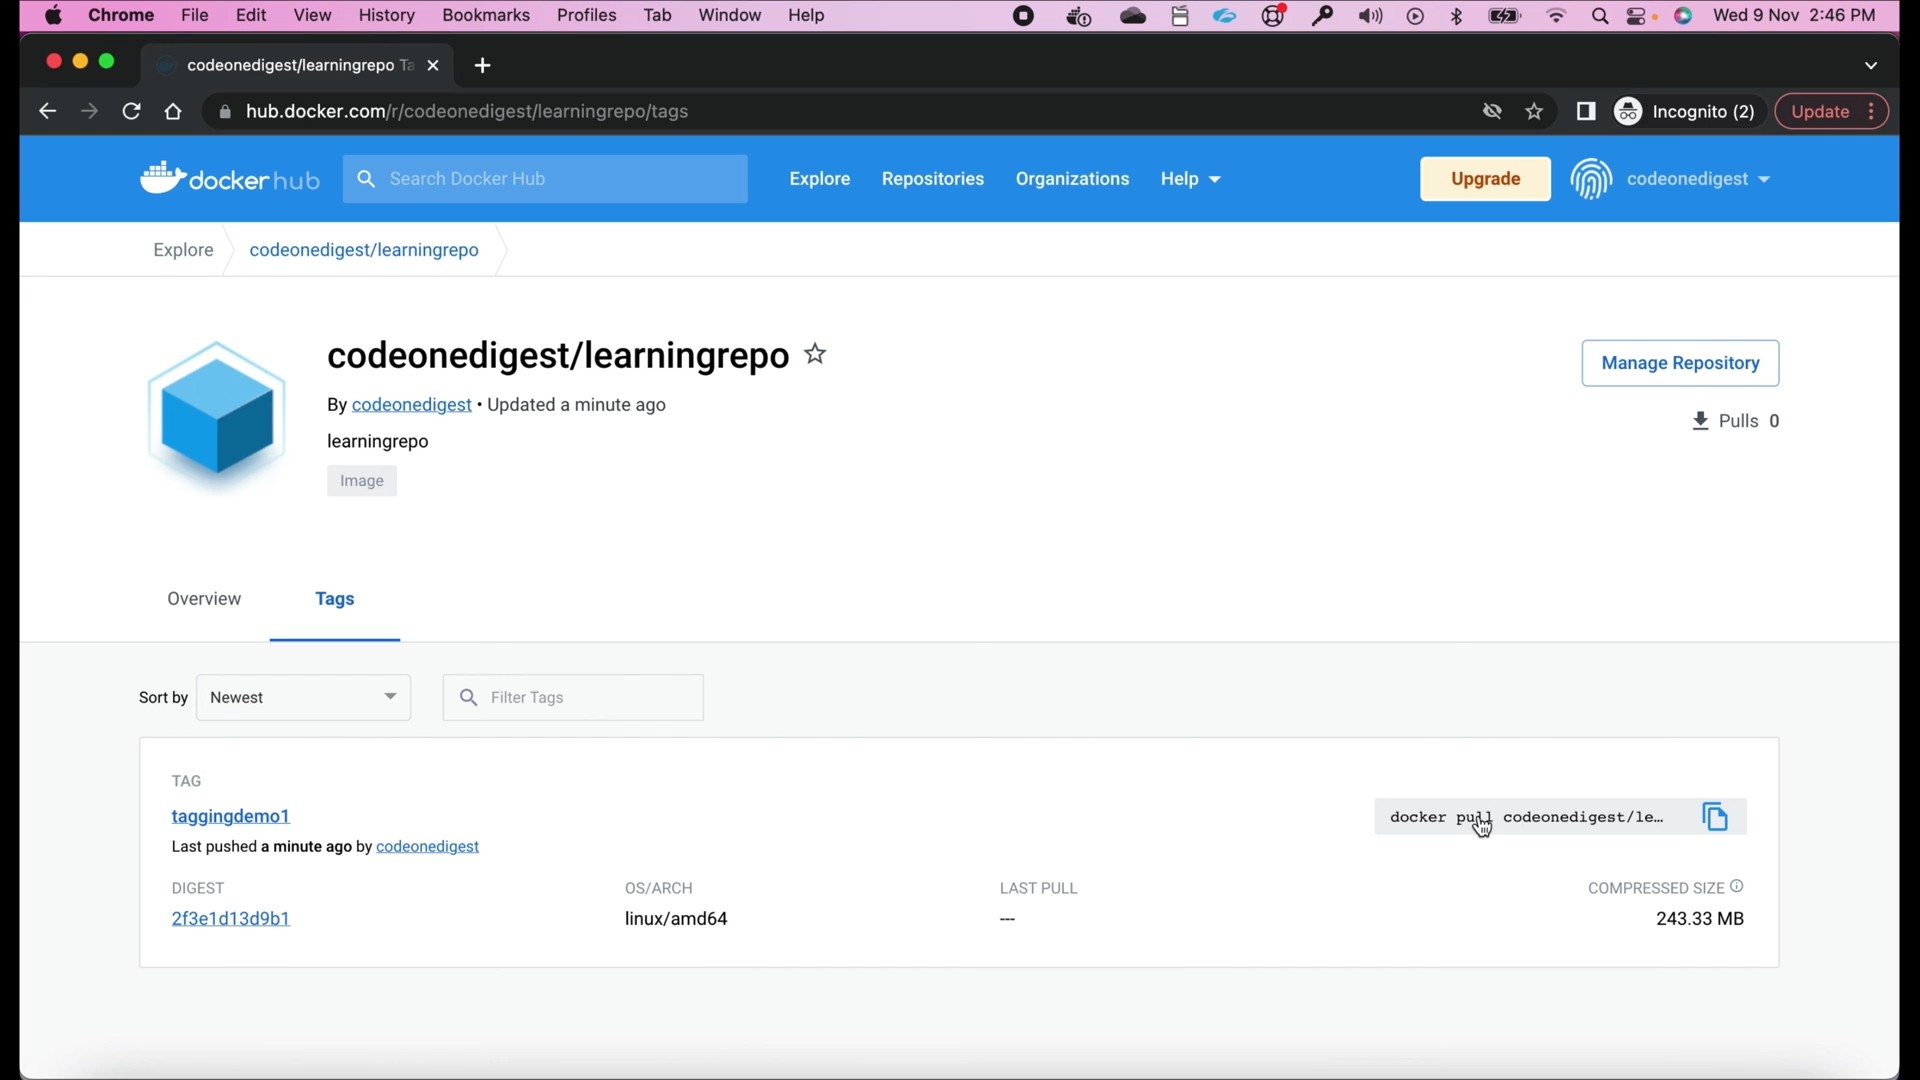 Chrome File Edit View History Bookmarks Profiles Tab Window Help Wed 9 Nov 2:46 PM
codeonedigest/learningrepo Ta
hub.docker.com/r/codeonedigest/learningrepo/tags Incognito (2) Update
docker hub Search Docker Hub Explore Repositories Organizations Help Upgrade codeonedigest
Explore codeonedigest/learningrepo
codeonedigest/learningrepo
Manage Repository
By codeonedigest • Updated a minute ago
Pulls 0
learningrepo
Image
Overview Tags
Sort by Newest Filter Tags
TAG
taggingdemo1
docker pull codeonedigest/le…
Last pushed a minute ago by codeonedigest
DIGEST OS/ARCH LAST PULL COMPRESSED SIZE
2f3e1d13d9b1 linux/amd64 --- 243.33 MB